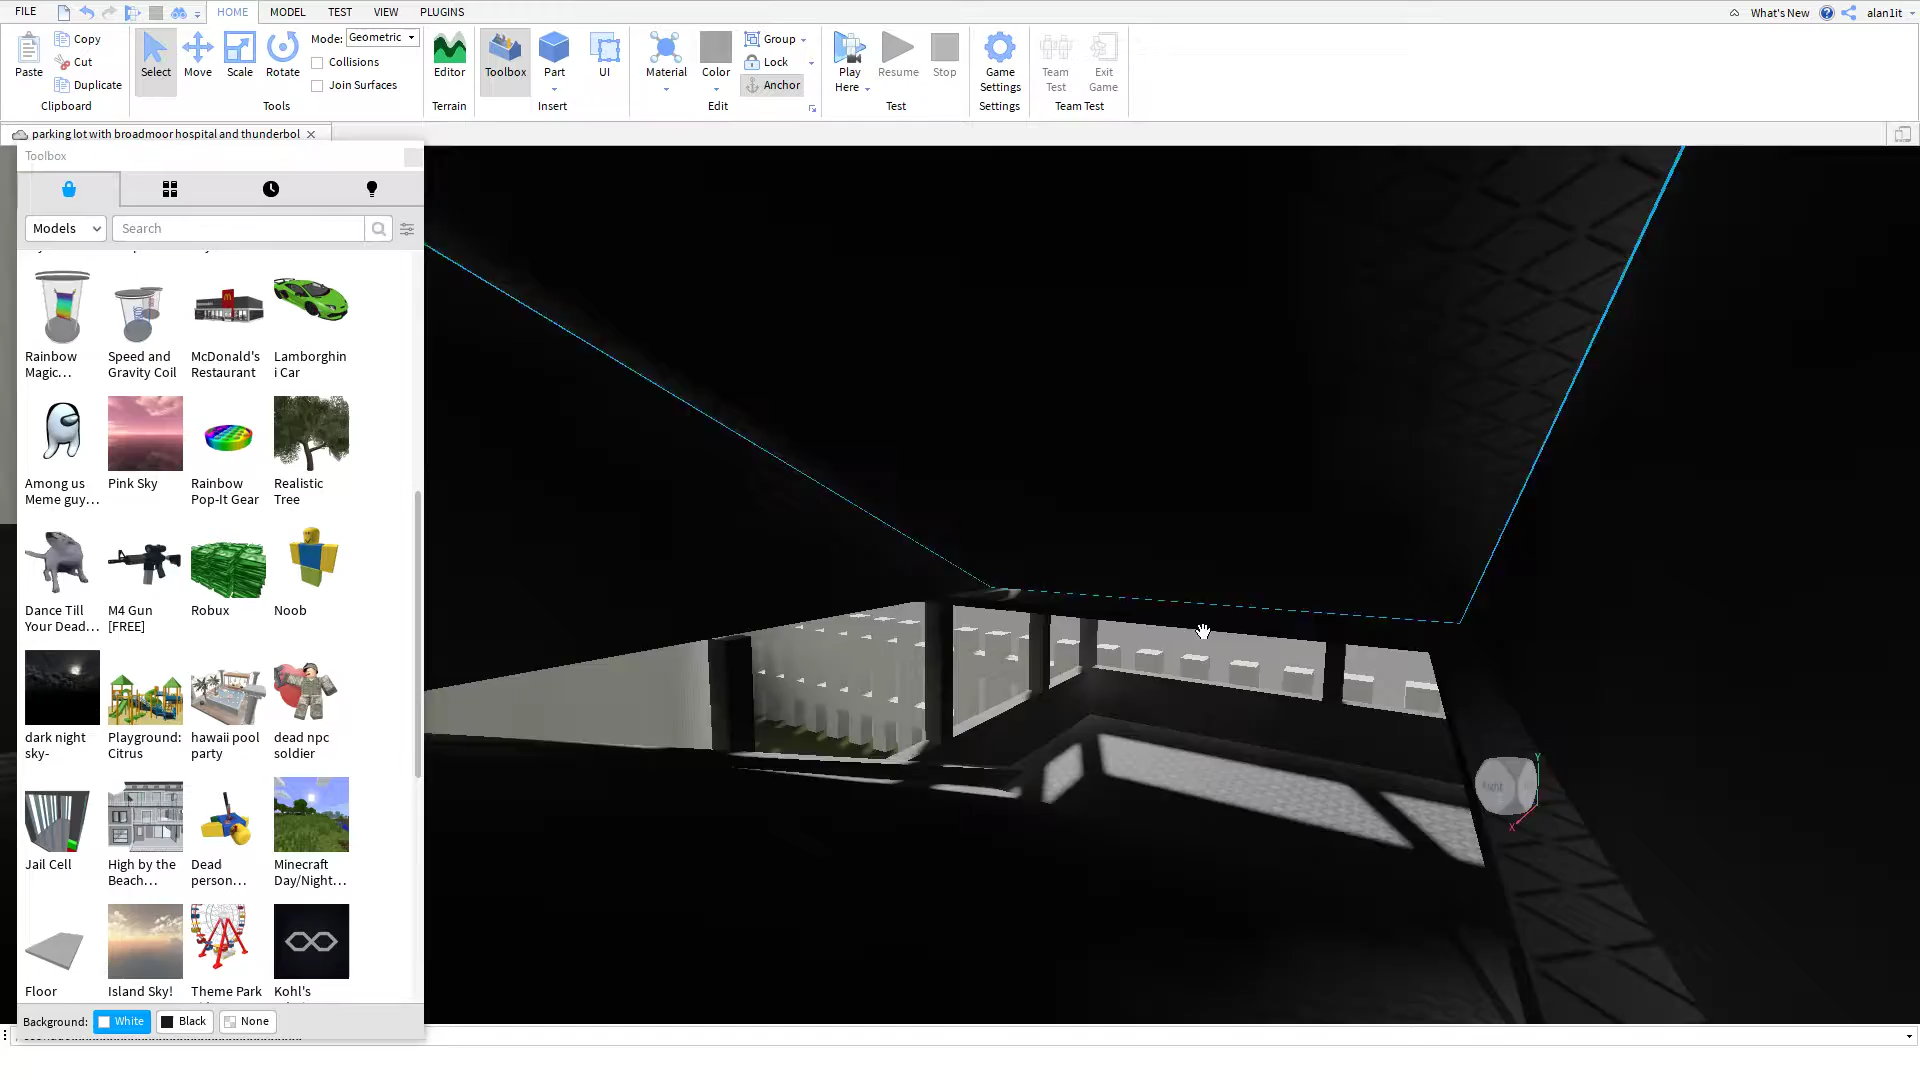 FILE
HOME
MODEL
TEST
VIEW
PLUGINS
What's New
alan1it
Paste
Copy
Cut
Duplicate
Clipboard
Select
Move
Scale
Rotate
Mode:
Geometric
Collisions
Join Surfaces
Tools
Editor
Terrain
Toolbox
Part
UI
Insert
Material
Color
Group
Lock
Anchor
Edit
Play
Here
Resume
Stop
Test
Game
Settings
Settings
Team
Test
Exit
Game
Team Test
parking lot with broadmoor hospital and thunderbol
Toolbox
Models
Search
Rainbow
Magic...
Speed and
Gravity Coil
McDonald's
Restaurant
Lamborghin
i Car
Among us
Meme guy...
Pink Sky
Rainbow
Pop-It Gear
Realistic
Tree
Dance Till
Your Dead...
M4 Gun
[FREE]
Robux
Noob
dark night
sky-
Playground:
Citrus
hawaii pool
party
dead npc
soldier
Jail Cell
High by the
Beach...
Dead
person...
Minecraft
Day/Night...
Floor
Island Sky!
Theme Park
Kohl's
Background:
White
Black
None
Right
Y
X